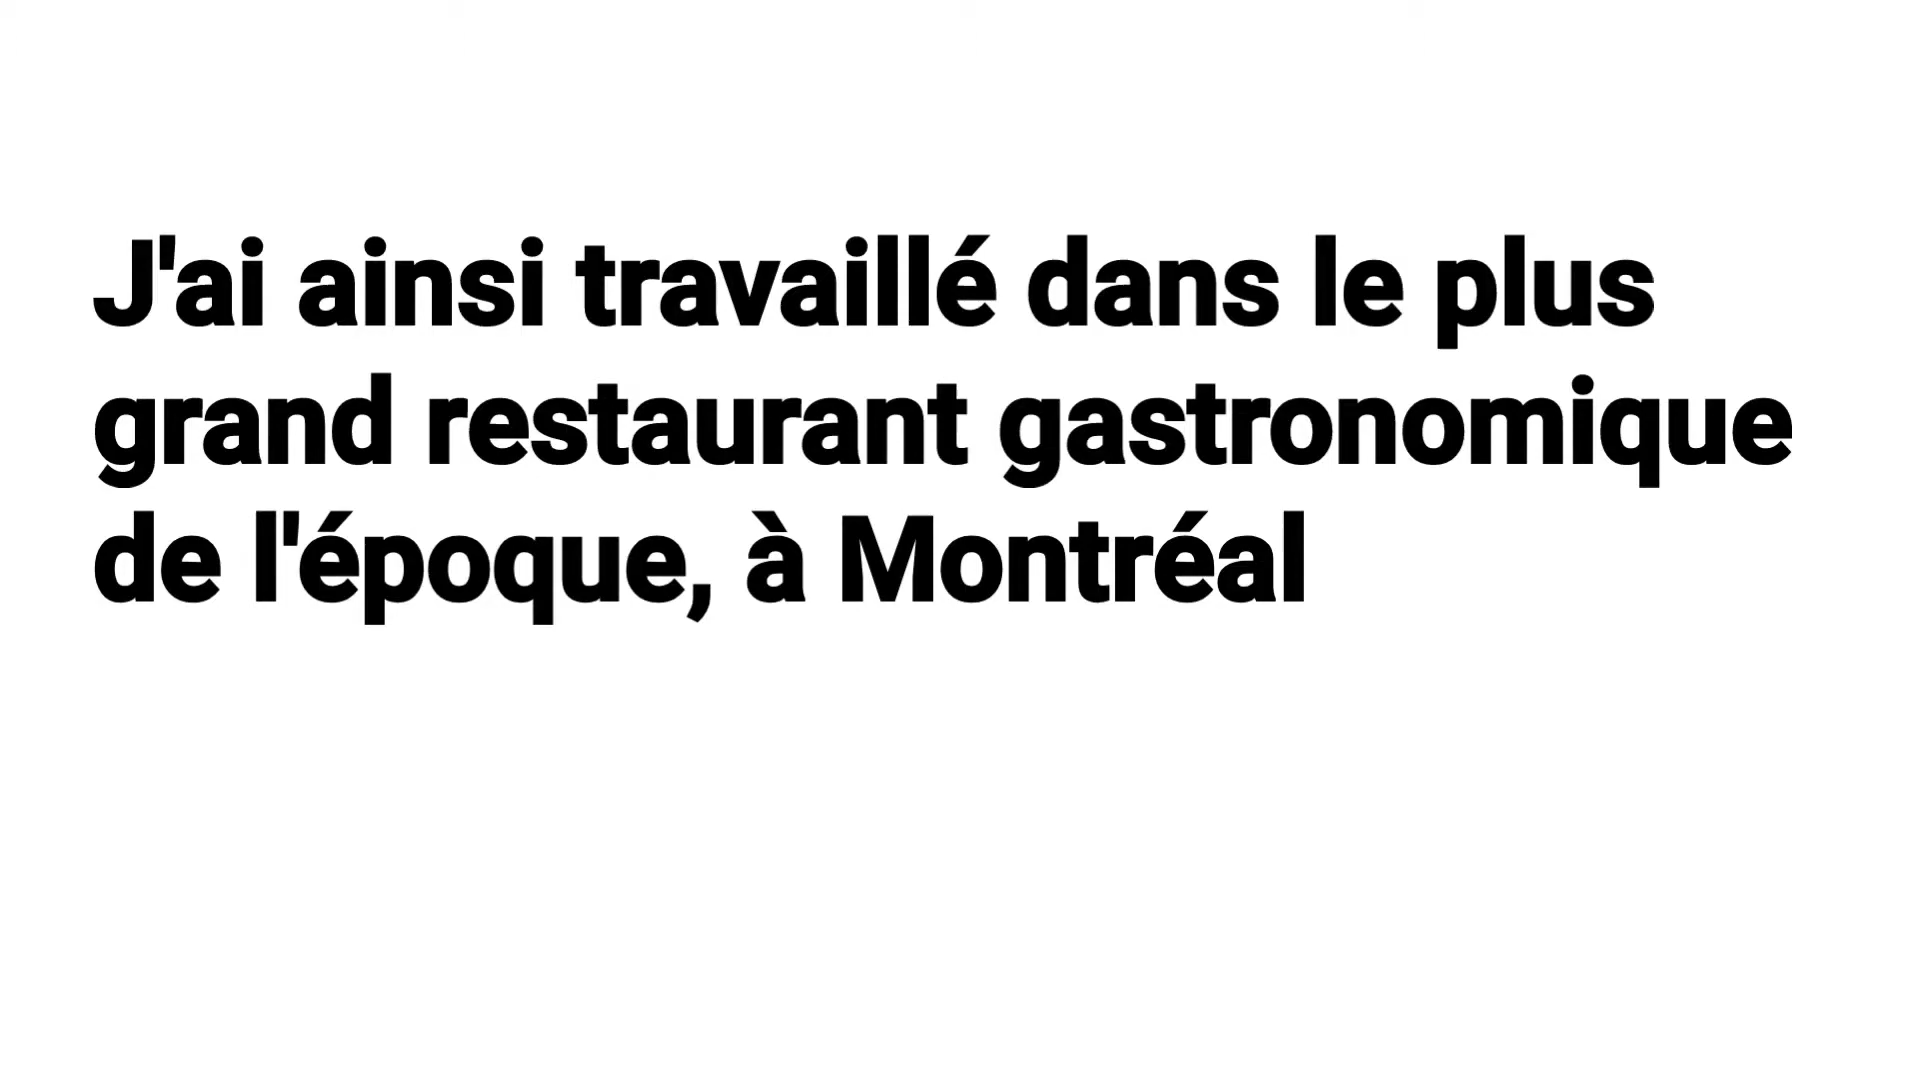 J'ai ainsi travaillé dans le plus
grand restaurant gastronomique
de l'époque, à Montréal